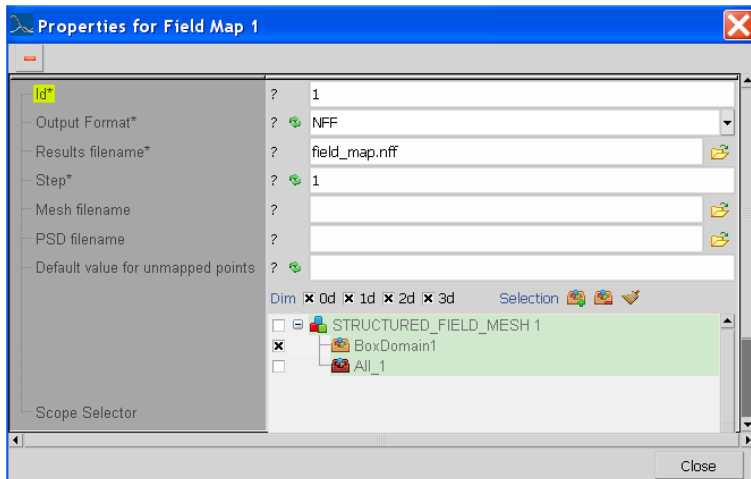 Properties for Field Map 1
Id* ? 1
Output Format* ? NFF
Results filename* ? field_map.nff
Step* ? 1
Mesh filename ?
PSD filename ?
Default value for unmapped points ?
Dim 0d 1d 2d 3d Selection
STRUCTURED_FIELD_MESH 1
BoxDomain1
All_1
Scope Selector
Close